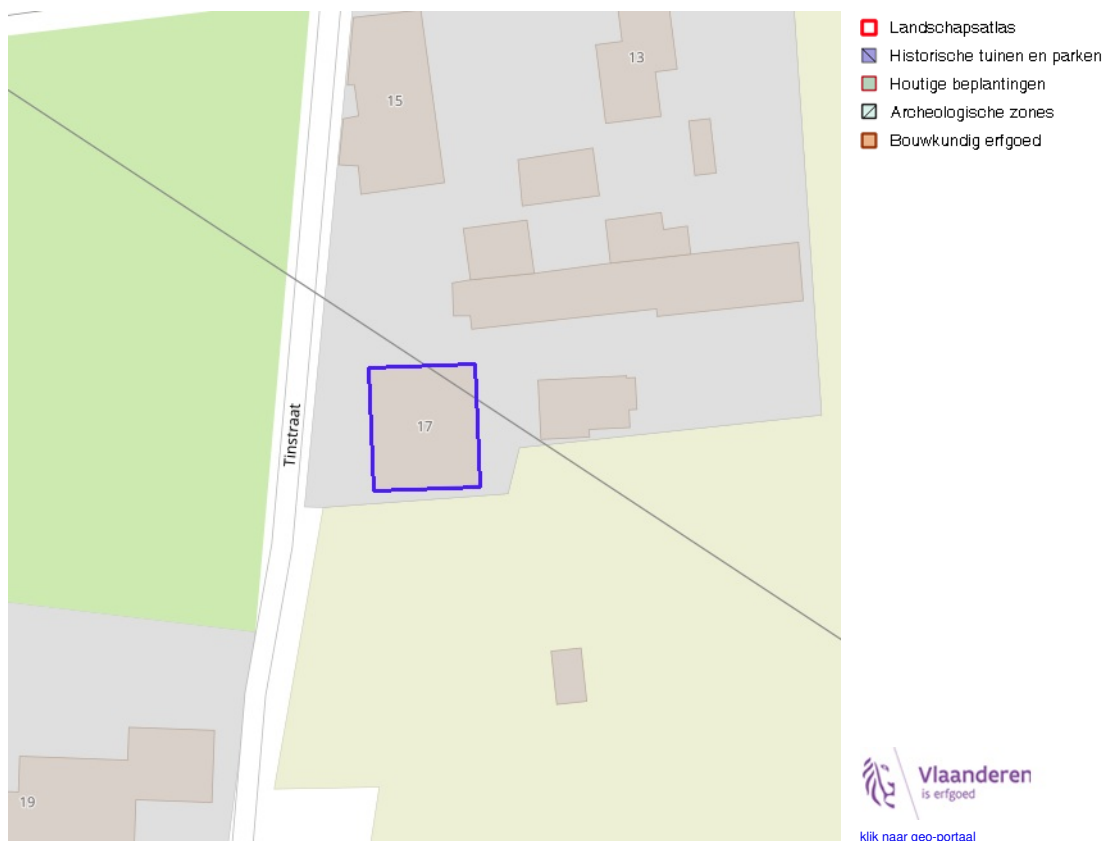 15
13
17
Tinstraat
19
Landschapsatlas
Historische tuinen en parken
Houtige beplantingen
Archeologische zones
Bouwkundig erfgoed
Vlaanderen
is erfgoed
klik naar geo-portaal